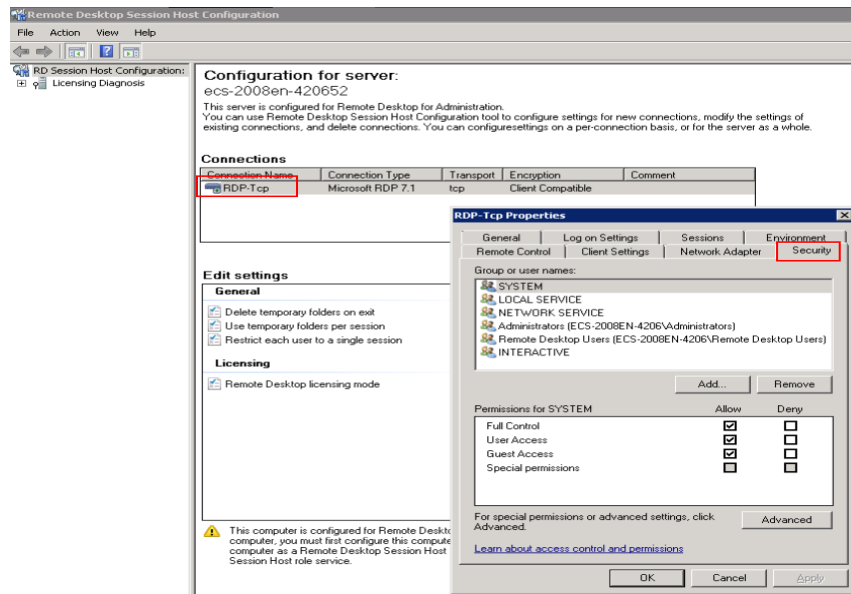 Remote Desktop Session Host Configuration
File Action View Help
RD Session Host Configuration:
Licensing Diagnosis
Configuration for server:
ecs-2008en-420652
This server is configured for Remote Desktop for Administration.
You can use Remote Desktop Session Host Configuration tool to configure settings for new connections, modify the settings of
existing connections, and delete connections. You can configuresettings on a per-connection basis, or for the server as a whole.
Connections
Connection Name Connection Type Transport Encryption Comment
RDP-Tcp Microsoft RDP 7.1 tcp Client Compatible
Edit settings
General
Delete temporary folders on exit
Use temporary folders per session
Restrict each user to a single session
Licensing
Remote Desktop licensing mode
This computer is configured for Remote Deskt
computer, you must first configure this compute
computer as a Remote Desktop Session Host
Session Host role service.
RDP-Tcp Properties
General Log on Settings Sessions Environment
Remote Control Client Settings Network Adapter Security
Group or user names:
SYSTEM
LOCAL SERVICE
NETWORK SERVICE
Administrators (ECS-2008EN-4206\Administrators)
Remote Desktop Users (ECS-2008EN-4206\Remote Desktop Users)
INTERACTIVE
Add... Remove
Permissions for SYSTEM Allow Deny
Full Control
User Access
Guest Access
Special permissions
For special permissions or advanced settings, click
Advanced.
Advanced
Learn about access control and permissions
OK Cancel Apply